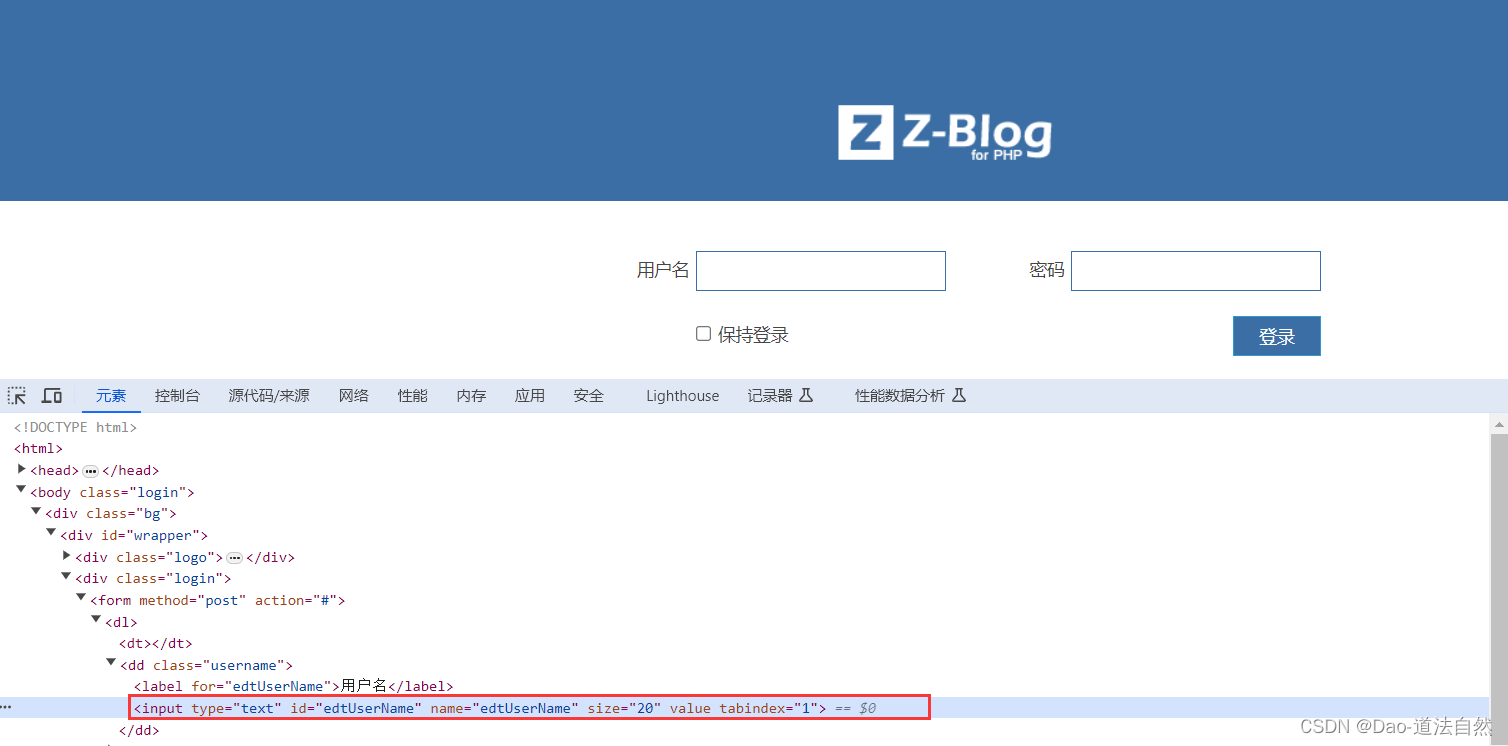 Z Z-Blog
for PHP
用户名 密码
保持登录 登录
元素 控制台 源代码/来源 网络 性能 内存 应用 安全 Lighthouse 记录器 性能数据分析
<!DOCTYPE html>
<html>
<head> ••• </head>
<body class="login">
<div class="bg">
<div id="wrapper">
<div class="logo"> ••• </div>
<div class="login">
<form method="post" action="#">
<dl>
<dt></dt>
<dd class="username">
<label for="edtUserName">用户名</label>
<input type="text" id="edtUserName" name="edtUserName" size="20" value tabindex="1"> == $0
</dd>
CSDN @Dao-道法自然